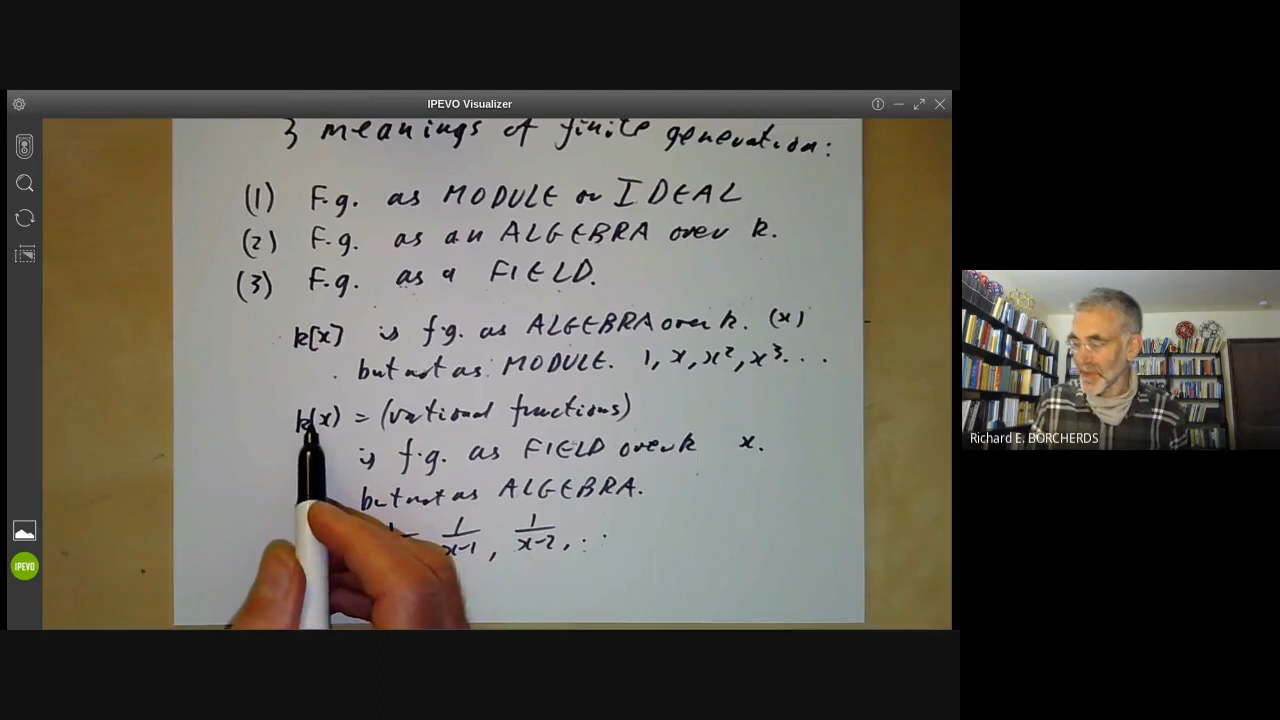 IPEVO Visualizer
3 meanings of finite generation:
(1) F.g. as MODULE or IDEAL
(2) F.g. as an ALGEBRA over k.
(3) F.g. as a FIELD.
k[x] is f.g. as ALGEBRA over k. (x)
but not as MODULE. 1, x, x², x³...
k(x) = (rational functions)
is f.g. as FIELD over k x.
but not as ALGEBRA.
1/x-1, 1/x-2, ...
Richard E. BORCHERDS
IPEVO